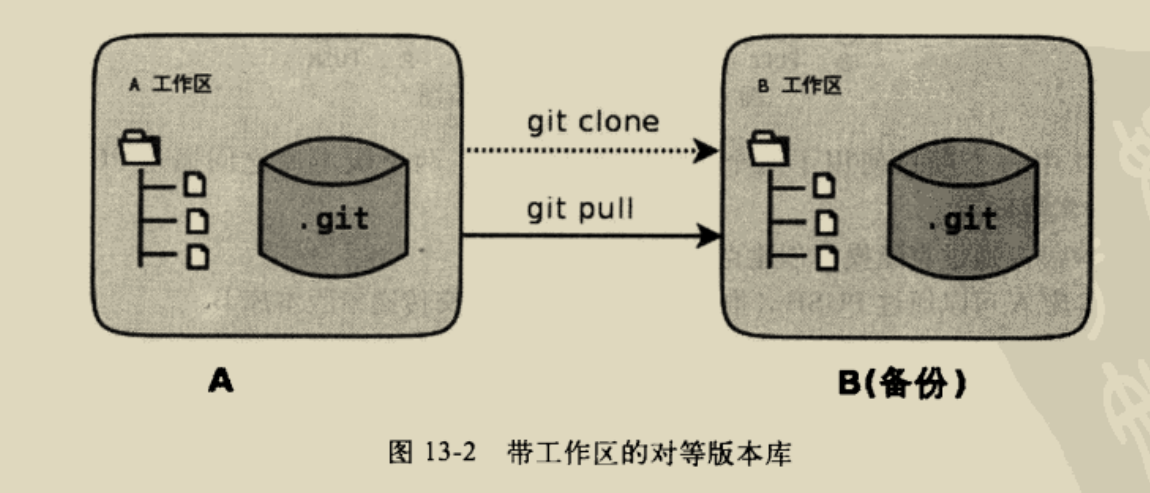 A 工作区
B 工作区
git clone
git pull
.git
.git
A
B(备份)
图 13-2 带工作区的对等版本库